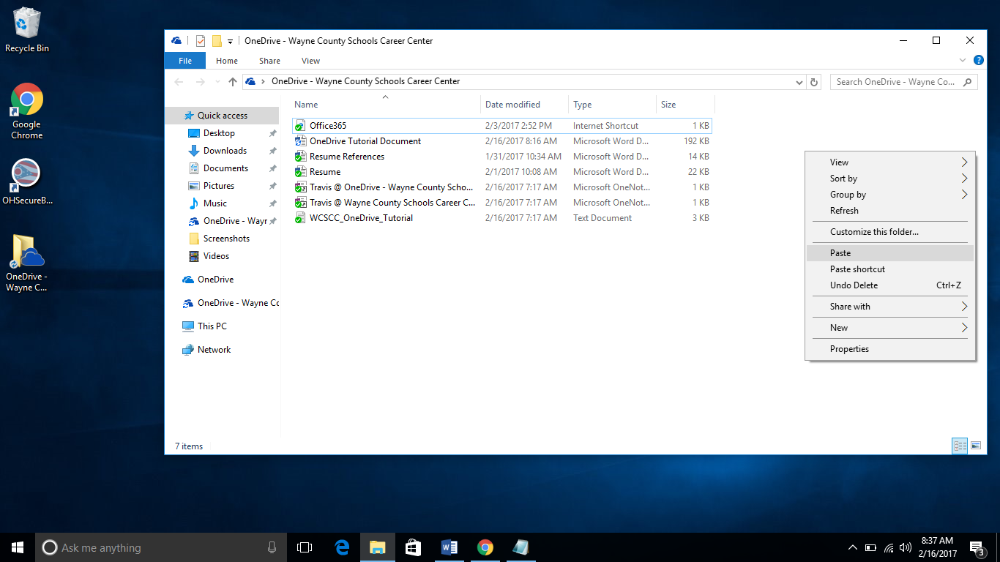 Recycle Bin
Google
Chrome
OHSecureB...
OneDrive -
Wayne C...
OneDrive - Wayne County Schools Career Center
File Home Share View
OneDrive - Wayne County Schools Career Center
Search OneDrive - Wayne Co...
Quick access
Desktop
Downloads
Documents
Pictures
Music
OneDrive - Wayr
Screenshots
Videos
OneDrive
OneDrive - Wayne Co
This PC
Network
Name Date modified Type Size
Office365 2/3/2017 2:52 PM Internet Shortcut 1 KB
OneDrive Tutorial Document 2/16/2017 8:16 AM Microsoft Word D... 192 KB
Resume References 1/31/2017 10:34 AM Microsoft Word D... 14 KB
Resume 2/1/2017 10:08 AM Microsoft Word D... 22 KB
Travis @ OneDrive - Wayne County Scho... 2/16/2017 7:17 AM Microsoft OneNot... 1 KB
Travis @ Wayne County Schools Career C... 2/16/2017 7:17 AM Microsoft OneNot... 1 KB
WCSCC_OneDrive_Tutorial 2/16/2017 7:17 AM Text Document 3 KB
View
Sort by
Group by
Refresh
Customize this folder...
Paste
Paste shortcut
Undo Delete Ctrl+Z
Share with
New
Properties
7 items
Ask me anything
8:37 AM
2/16/2017
3